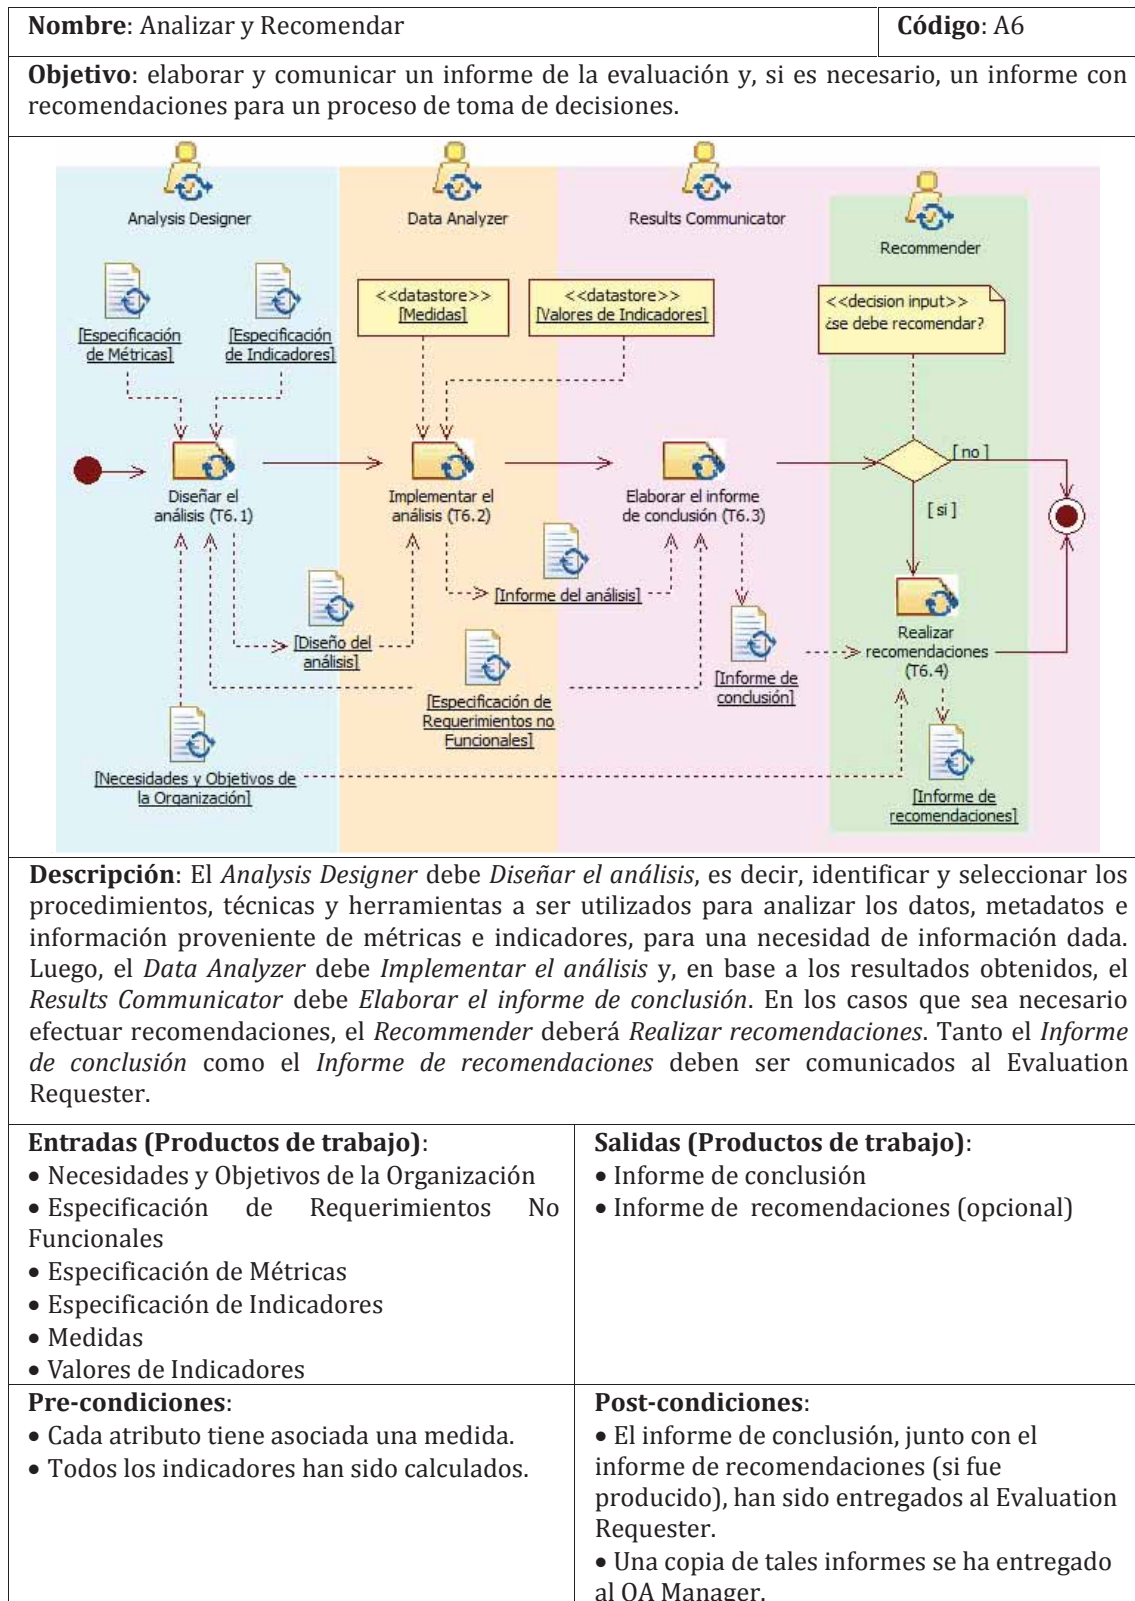 Nombre: Analizar y Recomendar
Código: A6
Objetivo: elaborar y comunicar un informe de la evaluación y, si es necesario, un informe con
recomendaciones para un proceso de toma de decisiones.
Analysis Designer
Data Analyzer
Results Communicator
Recommender
[Especificación
de Métricas]
[Especificación
de Indicadores]
<<datastore>>
[Medidas]
<<datastore>>
[Valores de Indicadores]
<<decision input>>
¿se debe recomendar?
Diseñar el
análisis (T6.1)
Implementar el
análisis (T6.2)
Elaborar el informe
de conclusión (T6.3)
[ no ]
[ si ]
[Informe del análisis]
[Diseño del
análisis]
Realizar
recomendaciones
(T6.4)
[Especificación de
Requerimientos no
Funcionales]
[Informe de
conclusión]
[Necesidades y Objetivos de
la Organización]
[Informe de
recomendaciones]
Descripción: El Analysis Designer debe Diseñar el análisis, es decir, identificar y seleccionar los
procedimientos, técnicas y herramientas a ser utilizados para analizar los datos, metadatos e
información proveniente de métricas e indicadores, para una necesidad de información dada.
Luego, el Data Analyzer debe Implementar el análisis y, en base a los resultados obtenidos, el
Results Communicator debe Elaborar el informe de conclusión. En los casos que sea necesario
efectuar recomendaciones, el Recommender deberá Realizar recomendaciones. Tanto el Informe
de conclusión como el Informe de recomendaciones deben ser comunicados al Evaluation
Requester.
Entradas (Productos de trabajo):
• Necesidades y Objetivos de la Organización
• Especificación de Requerimientos No
Funcionales
• Especificación de Métricas
• Especificación de Indicadores
• Medidas
• Valores de Indicadores
Salidas (Productos de trabajo):
• Informe de conclusión
• Informe de recomendaciones (opcional)
Pre-condiciones:
• Cada atributo tiene asociada una medida.
• Todos los indicadores han sido calculados.
Post-condiciones:
• El informe de conclusión, junto con el
informe de recomendaciones (si fue
producido), han sido entregados al Evaluation
Requester.
• Una copia de tales informes se ha entregado
al QA Manager.